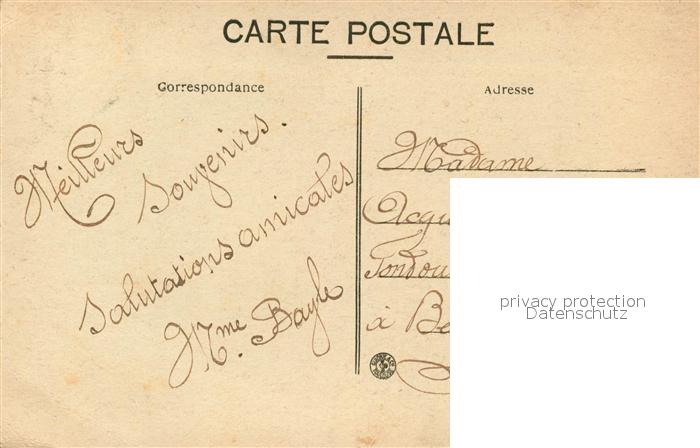 CARTE POSTALE
Correspondance
Meilleurs
Souvenirs.
Salutations amicales
Mme. Bayle
Adresse
Madame
à
privacy protection
Datenschutz